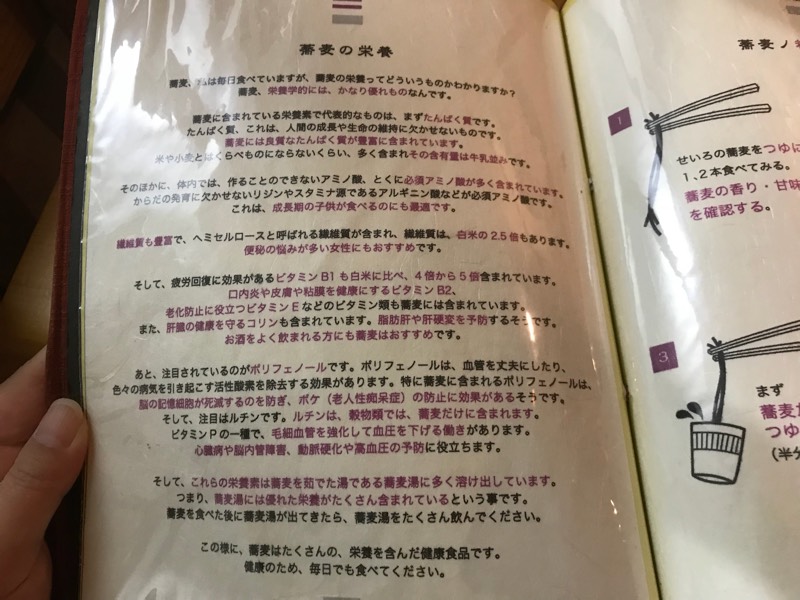 蕎麦の栄養
蕎麦、私は毎日食べていますが、蕎麦の栄養ってどういうものかわかりますか?
蕎麦、栄養学的には、かなり優れものなんです。
蕎麦に含まれている栄養素で代表的なものは、まずたんぱく質です。
たんぱく質、これは、人間の成長や生命の維持に欠かせないものです。
蕎麦には良質なたんぱく質が豊富に含まれています。
米や小麦とはくらべものにならないくらい、多く含まれその含有量は牛乳並みです。
そのほかに、体内では、作ることのできないアミノ酸、とくに必須アミノ酸が多く含まれています。
からだの発育に欠かせないリジンやスタミナ源であるアルギニン酸などが必須アミノ酸です。
これは、成長期の子供が食べるのにも最適です。
繊維質も豊富で、ヘミセルロースと呼ばれる繊維質が含まれ、繊維質は、白米の2.5倍もあります。
便秘の悩みが多い女性にもおすすめです。
そして、疲労回復に効果があるビタミンB1も白米に比べ、4倍から5倍含まれています。
口内炎や皮膚や粘膜を健康にするビタミンB2、
老化防止に役立つビタミンEなどのビタミン類も蕎麦には含まれています。
また、肝臓の健康を守るコリンも含まれています。脂肪肝や肝硬変を予防するそうです。
お酒をよく飲まれる方にも蕎麦はおすすめです。
あと、注目されているのがポリフェノールです。ポリフェノールは、血管を丈夫にしたり、
色々の病気を引き起こす活性酸素を除去する効果があります。特に蕎麦に含まれるポリフェノールは、
脳の記憶細胞が死滅するのを防ぎ、ボケ(老人性痴呆症)の防止に効果があるそうです。
そして、注目はルチンです。ルチンは、穀物類では、蕎麦だけに含まれます。
ビタミンPの一種で、毛細血管を強化して血圧を下げる働きがあります。
心臓病や脳内管障害、動脈硬化や高血圧の予防に役立ちます。
そして、これらの栄養素は蕎麦を茹でた湯である蕎麦湯に多く溶け出しています。
つまり、蕎麦湯には優れた栄養がたくさん含まれているという事です。
蕎麦を食べた後に蕎麦湯が出てきたら、蕎麦湯をたくさん飲んでください。
この様に、蕎麦はたくさんの、栄養を含んだ健康食品です。
健康のため、毎日でも食べてください。
蕎麦ノ
1
せいろの蕎麦をつゆに
1、2本食べてみる。
蕎麦の香り・甘味
を確認する。
3
まず
蕎麦
つゆ
(半分